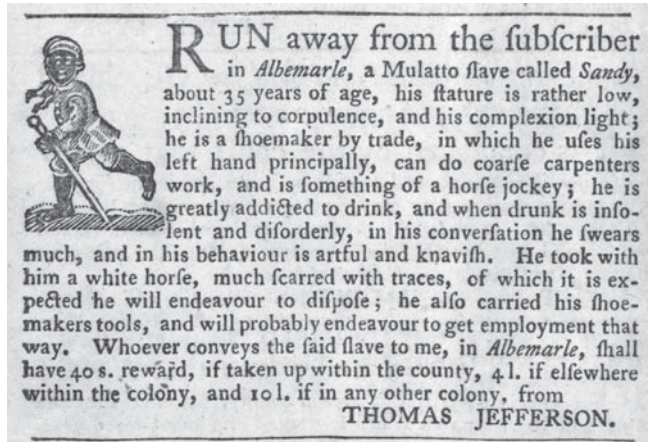 RUN away from the ſubſcriber
in Albemarle, a Mulatto ſlave called Sandy,
about 35 years of age, his ſtature is rather low,
inclining to corpulence, and his complexion light;
he is a ſhoemaker by trade, in which he uſes his
left hand principally, can do coarſe carpenters
work, and is ſomething of a horſe jockey; he is
greatly addicted to drink, and when drunk is inſo-
lent and diſorderly, in his converſation he ſwears
much, and in his behaviour is artful and knaviſh. He took with
him a white horſe, much ſcarred with traces, of which it is ex-
pected he will endeavour to diſpoſe; he alſo carried his ſhoe-
makers tools, and will probably endeavour to get employment that
way. Whoever conveys the ſaid ſlave to me, in Albemarle, ſhall
have 40 s. reward, if taken up within the county, 4 l. if elſewhere
within the colony, and 10 l. if in any other colony, from
THOMAS JEFFERSON.